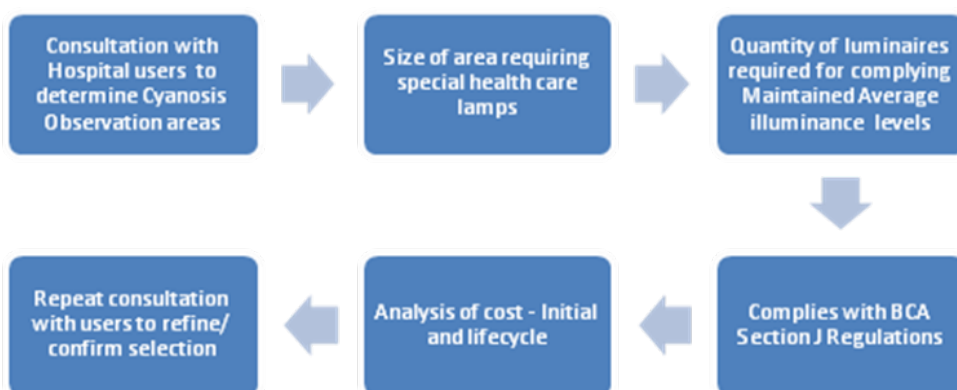 Consultation with
Hospital users to
determine Cyanosis
Observation areas
Size of area requiring
special health care
lamps
Quantity of luminaires
required for complying
Maintained Average
illuminance levels
Complies with BCA
Section J Regulations
Analysis of cost - Initial
and lifecycle
Repeat consultation
with users to refine/
confirm selection